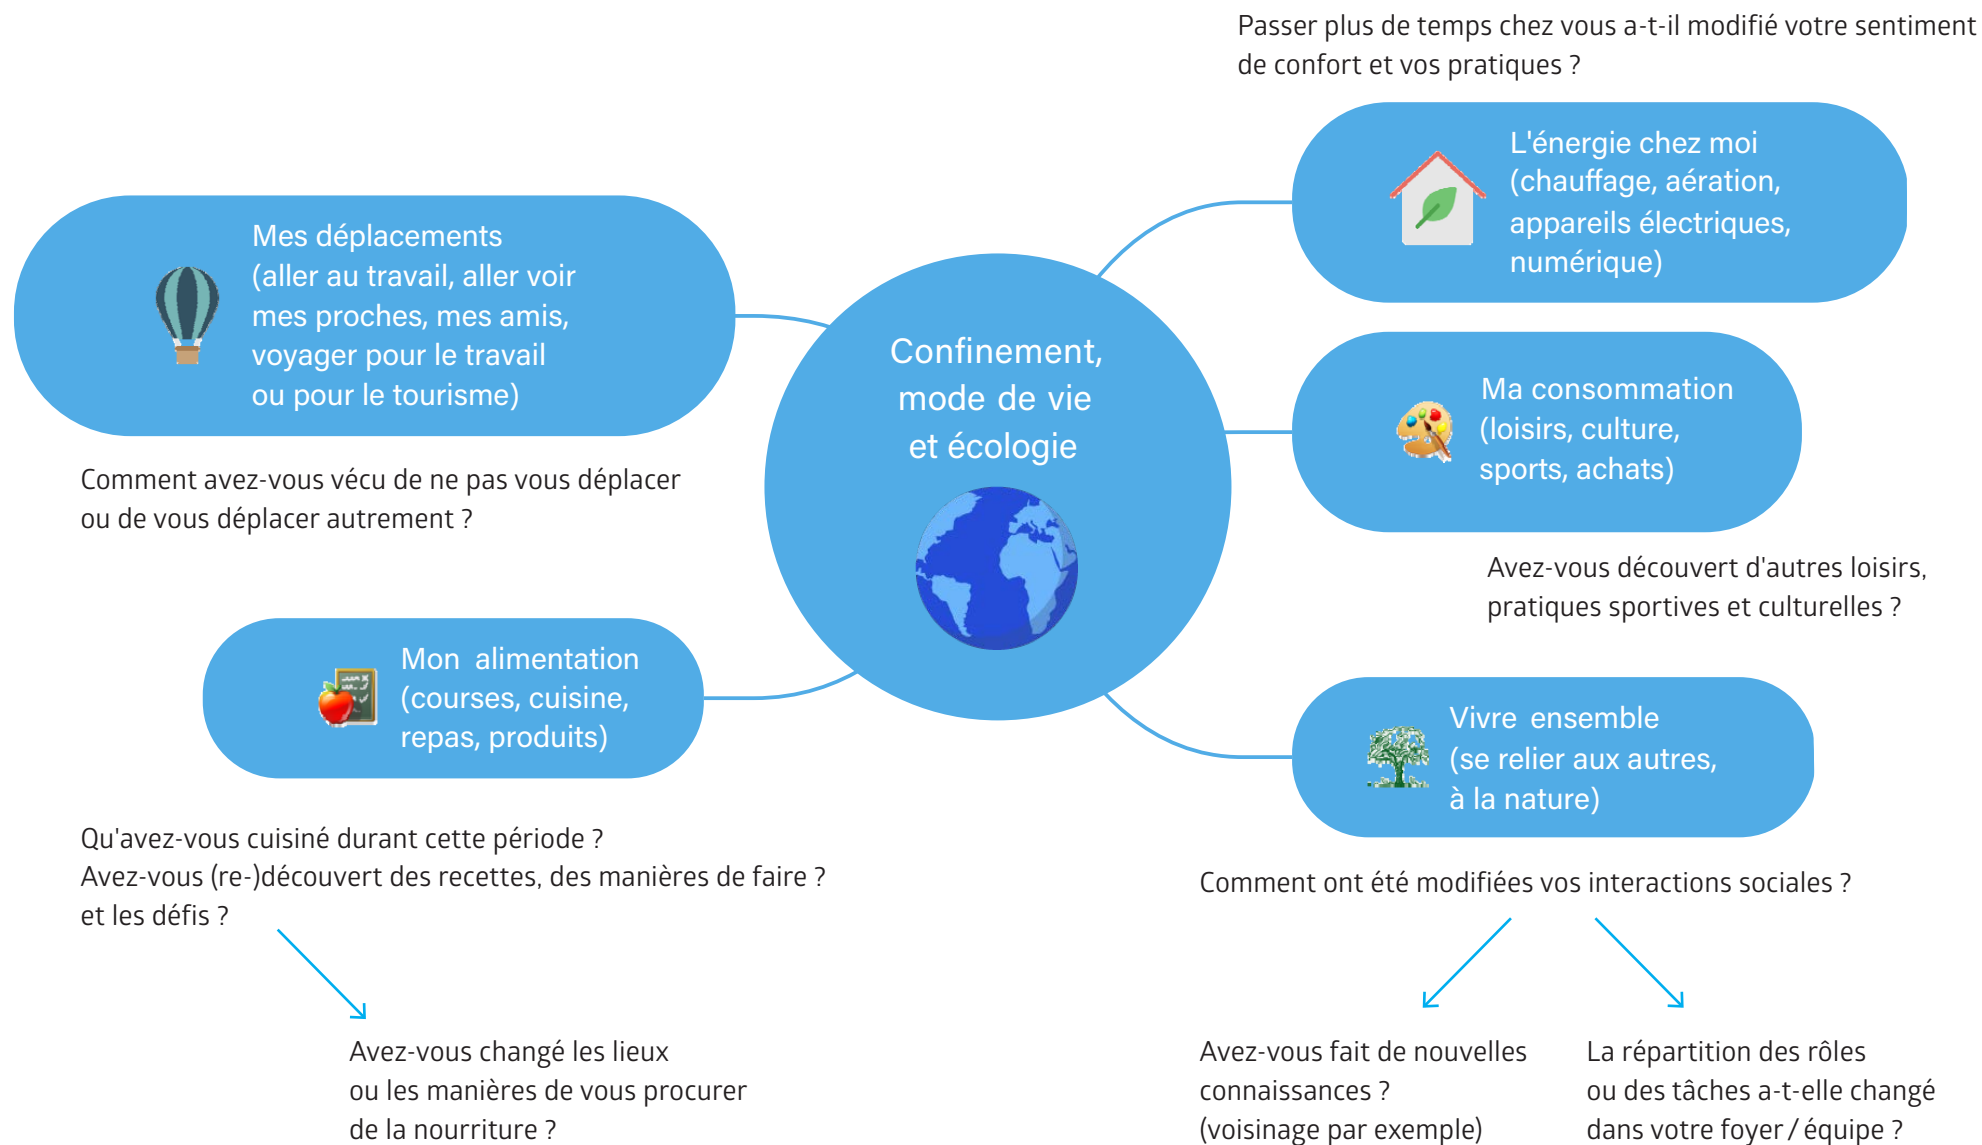 Passer plus de temps chez vous a-t-il modifié votre sentiment
de confort et vos pratiques ?
L'énergie chez moi
(chauffage, aération,
appareils électriques,
numérique)
Mes déplacements
(aller au travail, aller voir
mes proches, mes amis,
voyager pour le travail
ou pour le tourisme)
Comment avez-vous vécu de ne pas vous déplacer
ou de vous déplacer autrement ?
Confinement,
mode de vie
et écologie
Ma consommation
(loisirs, culture,
sports, achats)
Avez-vous découvert d'autres loisirs,
pratiques sportives et culturelles ?
Mon alimentation
(courses, cuisine,
repas, produits)
Qu'avez-vous cuisiné durant cette période ?
Avez-vous (re-)découvert des recettes, des manières de faire ?
et les défis ?
Avez-vous changé les lieux
ou les manières de vous procurer
de la nourriture ?
Vivre ensemble
(se relier aux autres,
à la nature)
Comment ont été modifiées vos interactions sociales ?
Avez-vous fait de nouvelles
connaissances ?
(voisinage par exemple)
La répartition des rôles
ou des tâches a-t-elle changé
dans votre foyer / équipe ?